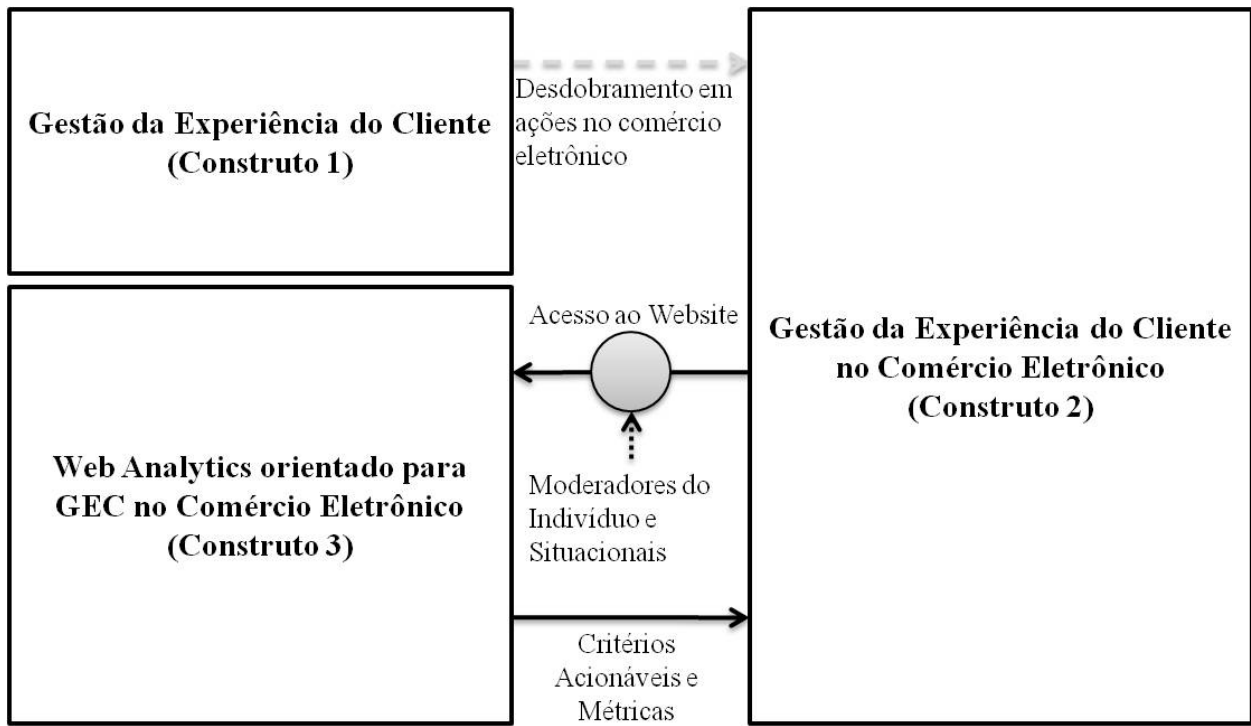 Gestão da Experiência do Cliente
(Construto 1)
Desdobramento em
ações no comércio
eletrônico
Acesso ao Website
Gestão da Experiência do Cliente
no Comércio Eletrônico
(Construto 2)
Web Analytics orientado para
GEC no Comércio Eletrônico
(Construto 3)
Moderadores do
Indivíduo e
Situacionais
Critérios
Acionáveis e
Métricas